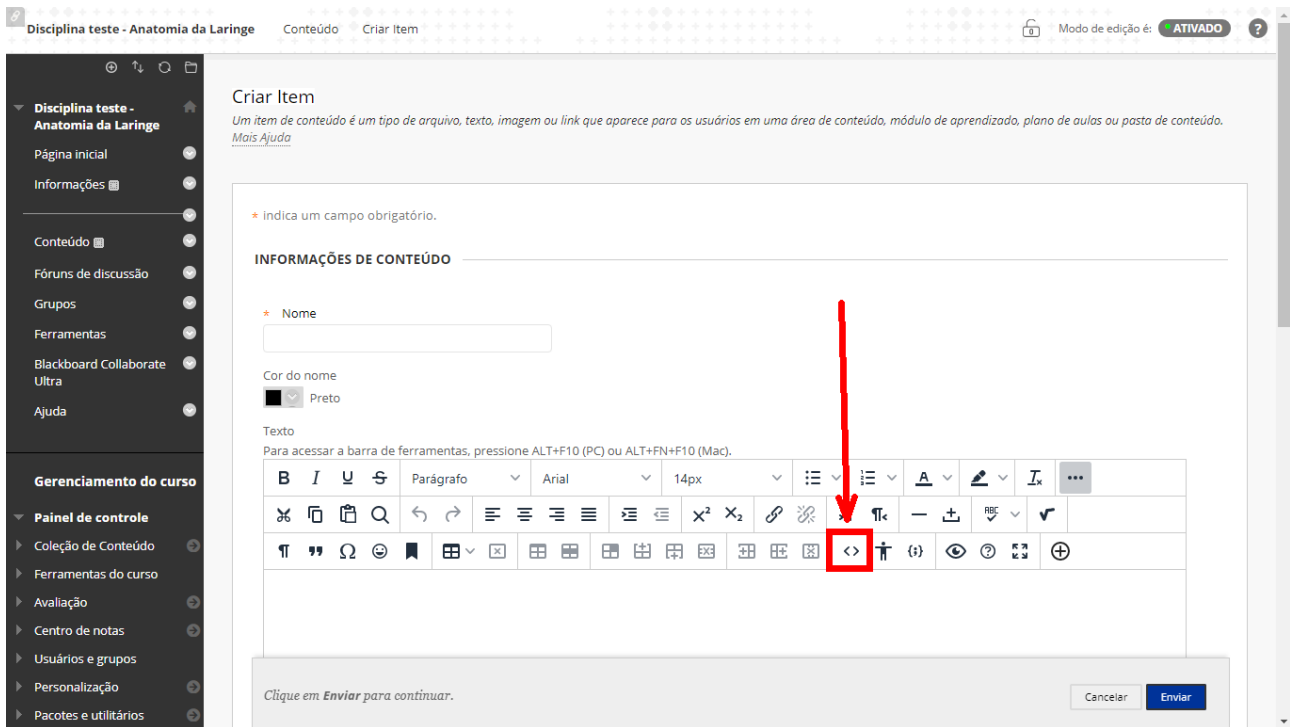 Disciplina teste - Anatomia da Laringe Conteúdo Criar Item
Modo de edição é: ATIVADO ?
Disciplina teste -
Anatomia da Laringe
Página inicial
Informações
Conteúdo
Fóruns de discussão
Grupos
Ferramentas
Blackboard Collaborate
Ultra
Ajuda
Gerenciamento do curso
Painel de controle
Coleção de Conteúdo
Ferramentas do curso
Avaliação
Centro de notas
Usuários e grupos
Personalização
Pacotes e utilitários
Criar Item
Um item de conteúdo é um tipo de arquivo, texto, imagem ou link que aparece para os usuários em uma área de conteúdo, módulo de aprendizado, plano de aulas ou pasta de conteúdo.
Mais Ajuda
* indica um campo obrigatório.
INFORMAÇÕES DE CONTEÚDO
* Nome
Cor do nome
Preto
Texto
Para acessar a barra de ferramentas, pressione ALT+F10 (PC) ou ALT+FN+F10 (Mac).
B I U S Parágrafo Arial 14px A
Clique em Enviar para continuar.
Cancelar Enviar